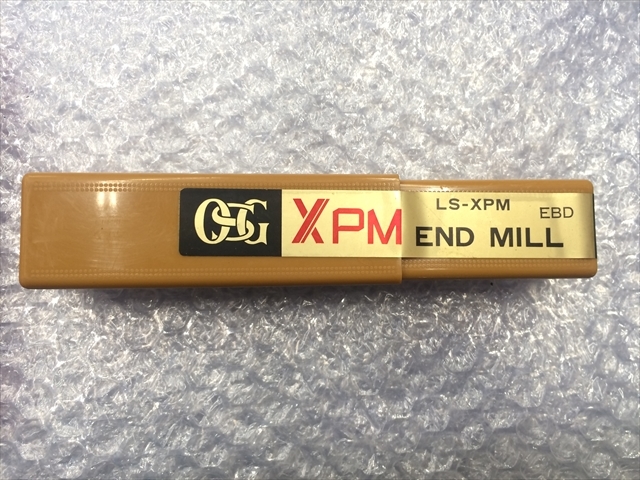 OSG XPM
LS-XPM EBD
END MILL